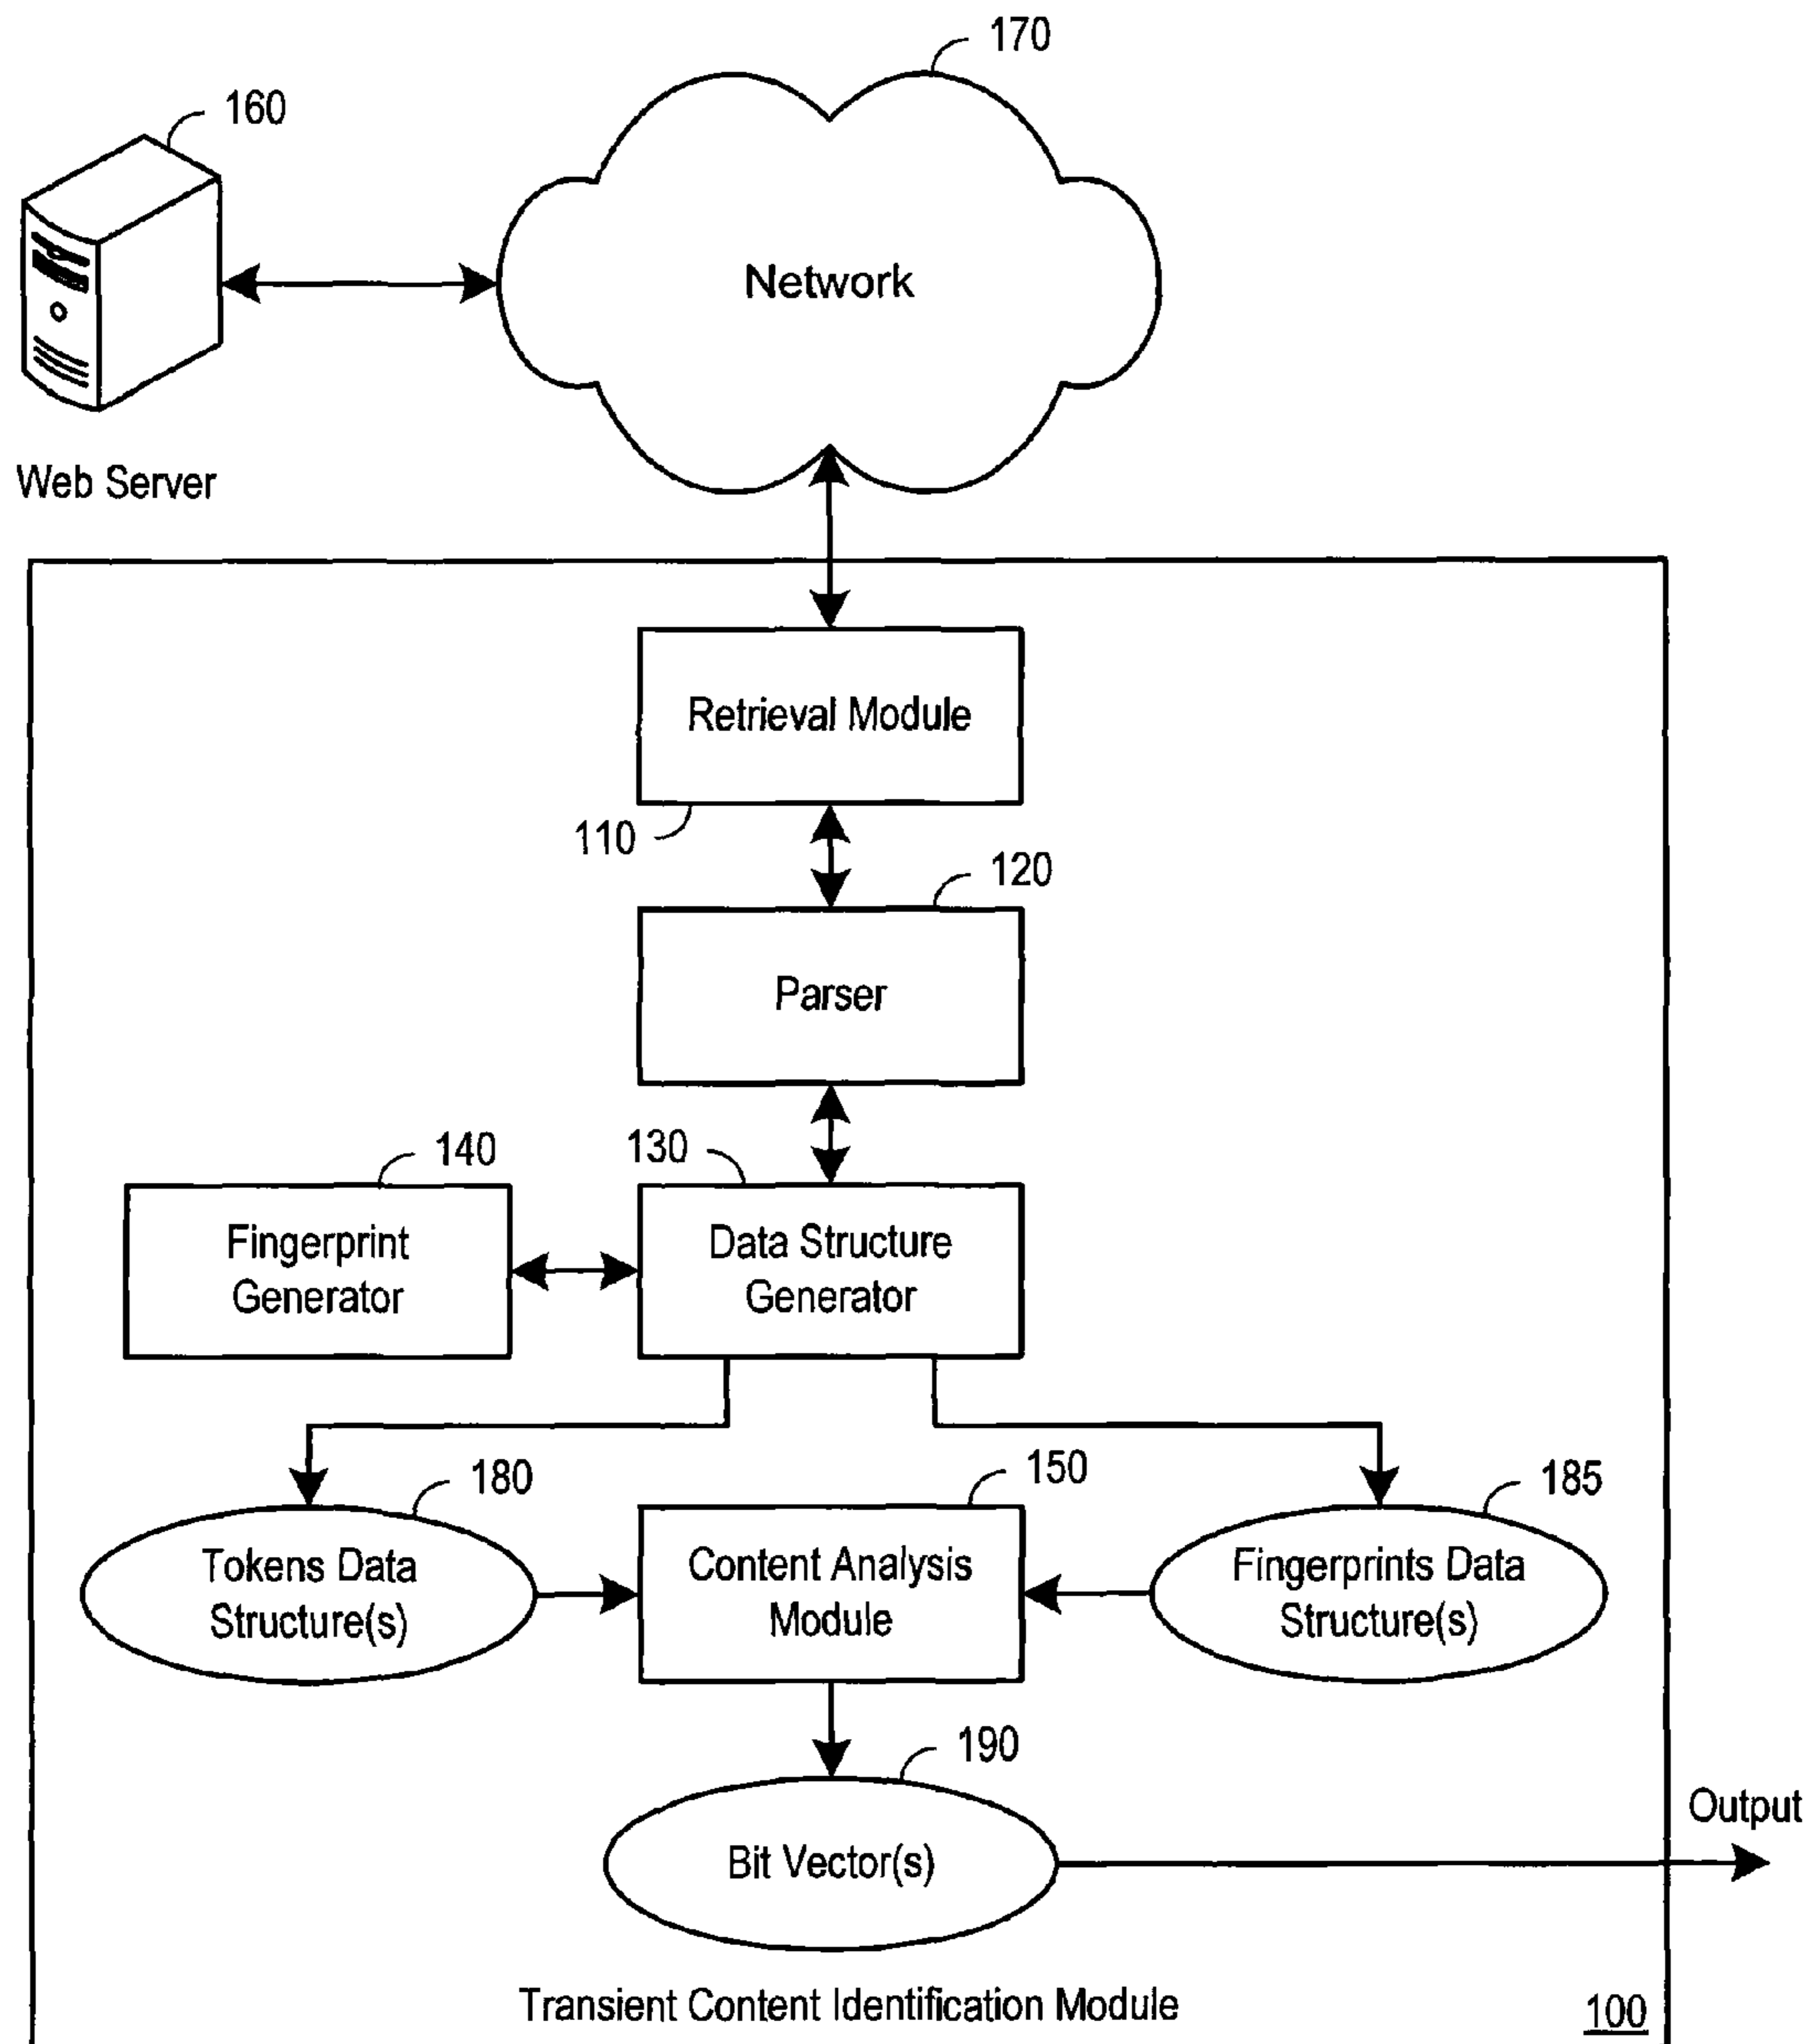 170
160
Network
Web Server
Retrieval Module
110
120
Parser
140
130
Fingerprint
Generator
Data Structure
Generator
180
150
185
Tokens Data
Structure(s)
Content Analysis
Module
Fingerprints Data
Structure(s)
190
Output
Bit Vector(s)
Transient Content Identification Module
100